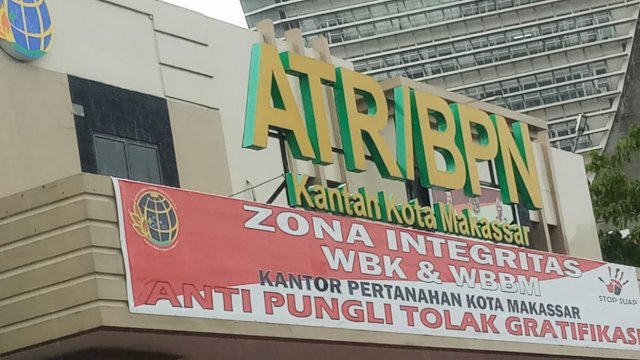 ATR/BPN
Kantah Kota Makassar
ZONA INTEGRITAS
WBK & WBBM
KANTOR PERTANAHAN KOTA MAKASSAR
ANTI PUNGLI TOLAK GRATIFIKASI
STOP SUAP